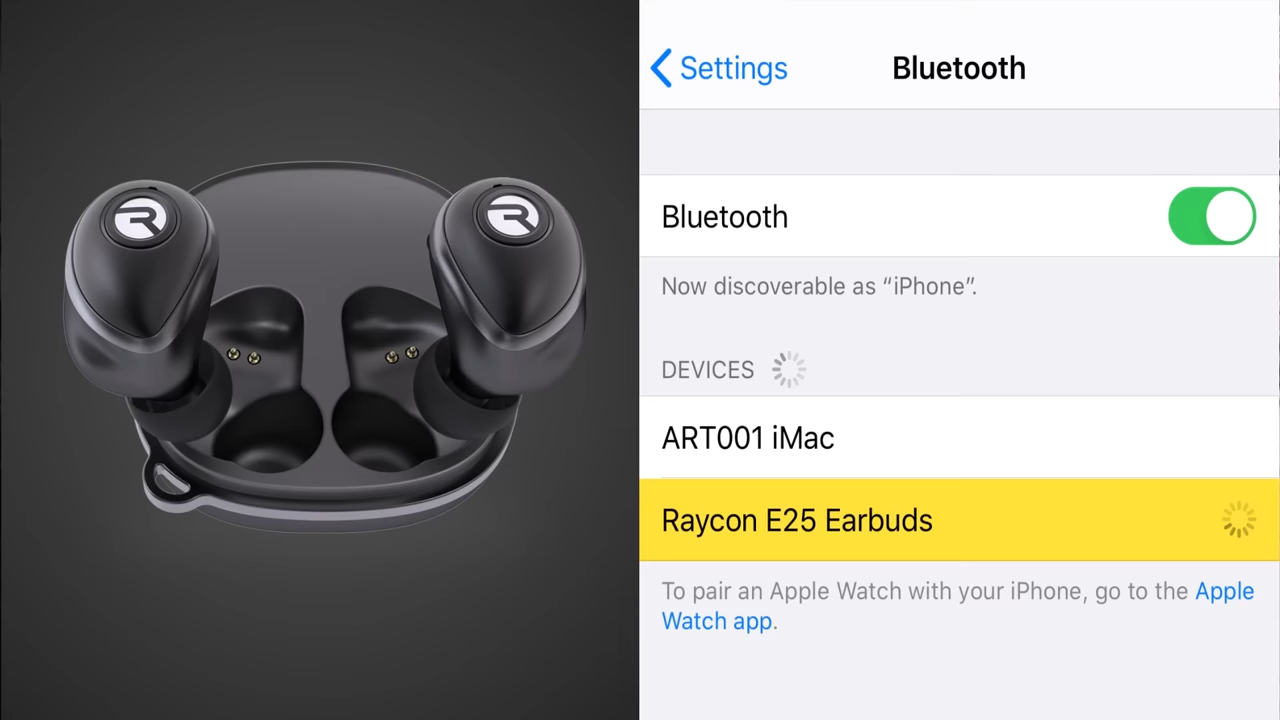 Settings
Bluetooth
Bluetooth
Now discoverable as “iPhone”.
DEVICES
ART001 iMac
Raycon E25 Earbuds
To pair an Apple Watch with your iPhone, go to the Apple
Watch app.